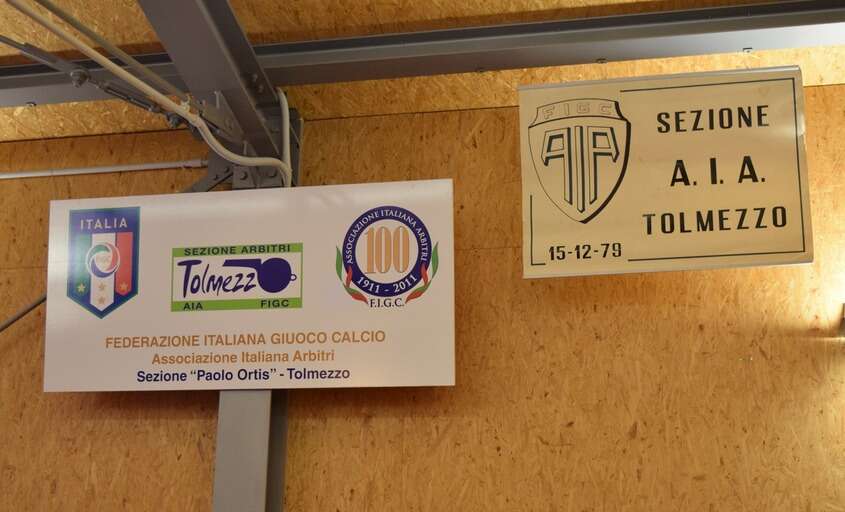 ITALIA
FIGC
SEZIONE ARBITRI
Tolmezzo
AIA FIGC
ASSOCIAZIONE ITALIANA ARBITRI
100
1911 - 2011
F.I.G.C.
FEDERAZIONE ITALIANA GIUOCO CALCIO
Associazione Italiana Arbitri
Sezione "Paolo Ortis" - Tolmezzo
FIGC
AIA
SEZIONE
A. I. A.
TOLMEZZO
15-12-79